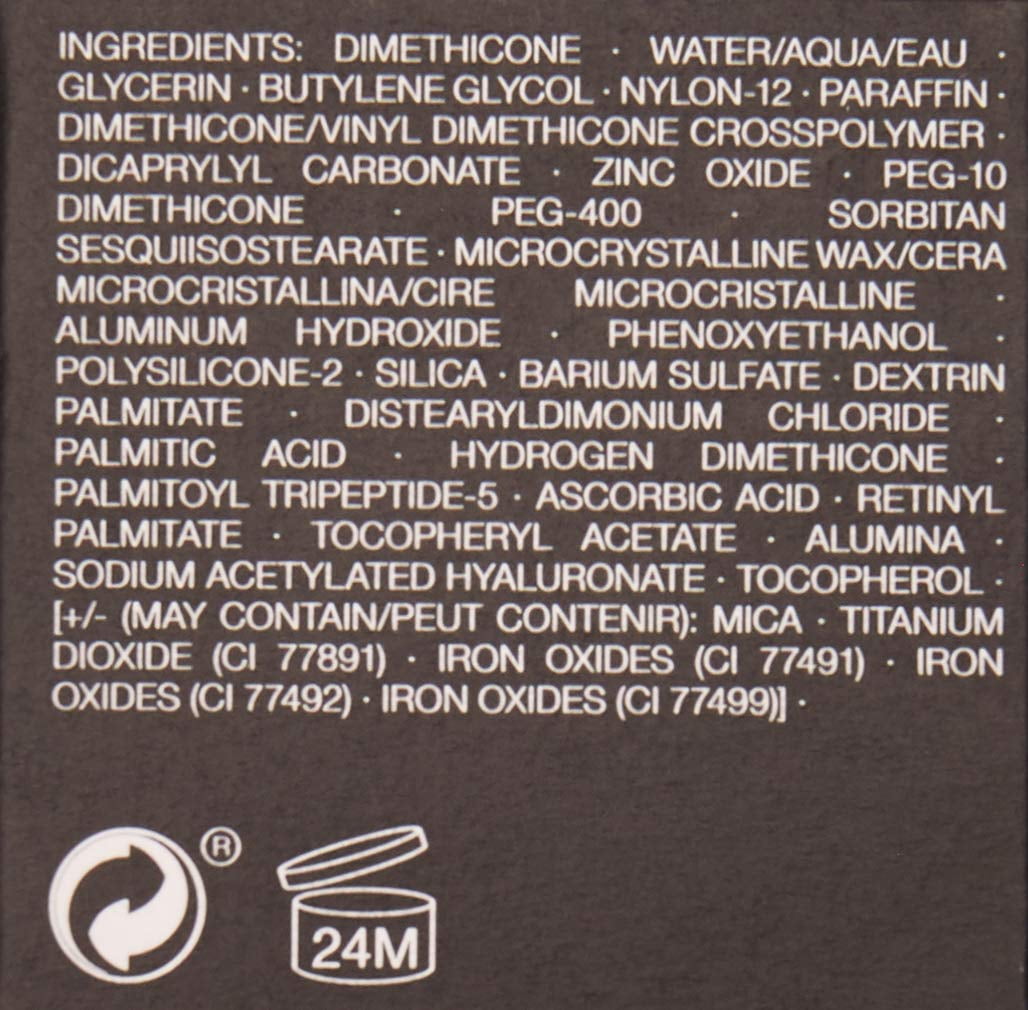 INGREDIENTS: DIMETHICONE · WATER/AQUA/EAU ·
GLYCERIN · BUTYLENE GLYCOL · NYLON-12 · PARAFFIN ·
DIMETHICONE/VINYL DIMETHICONE CROSSPOLYMER ·
DICAPRYLYL CARBONATE · ZINC OXIDE · PEG-10
DIMETHICONE · PEG-400 · SORBITAN
SESQUIISOSTEARATE · MICROCRYSTALLINE WAX/CERA
MICROCRISTALLINA/CIRE MICROCRISTALLINE ·
ALUMINUM HYDROXIDE · PHENOXYETHANOL ·
POLYSILICONE-2 · SILICA · BARIUM SULFATE · DEXTRIN
PALMITATE · DISTEARYLDIMONIUM CHLORIDE ·
PALMITIC ACID · HYDROGEN DIMETHICONE ·
PALMITOYL TRIPEPTIDE-5 · ASCORBIC ACID · RETINYL
PALMITATE · TOCOPHERYL ACETATE · ALUMINA ·
SODIUM ACETYLATED HYALURONATE · TOCOPHEROL ·
[+/- (MAY CONTAIN/PEUT CONTENIR): MICA · TITANIUM
DIOXIDE (CI 77891) · IRON OXIDES (CI 77491) · IRON
OXIDES (CI 77492) · IRON OXIDES (CI 77499)] ·
®
24M